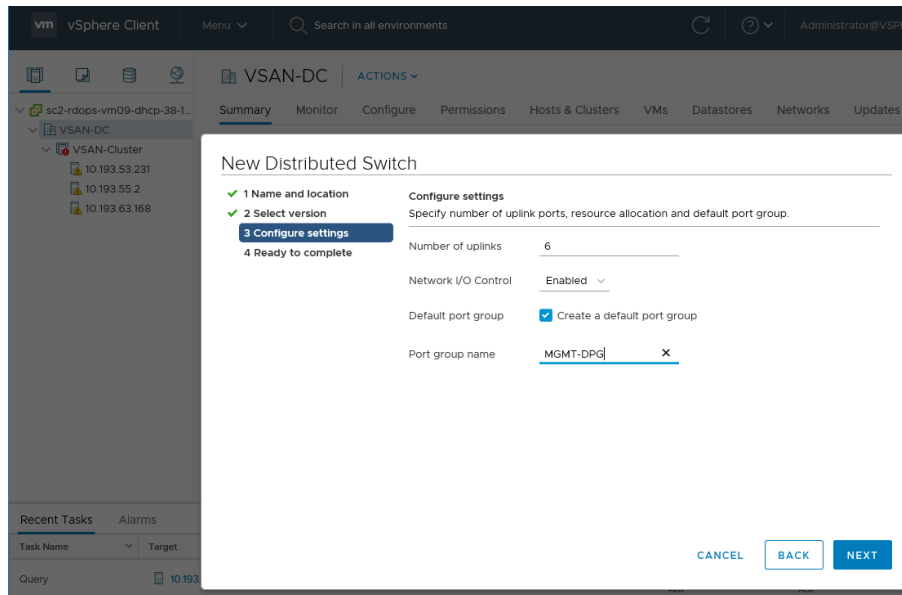 vm vSphere Client Menu Search in all environments Administrator@VSP
VSAN-DC ACTIONS
sc2-rdops-vm09-dhcp-38-1...
VSAN-DC
VSAN-Cluster
10.193.53.231
10.193.55.2
10.193.63.168
Summary Monitor Configure Permissions Hosts & Clusters VMs Datastores Networks Updates
New Distributed Switch
1 Name and location
2 Select version
3 Configure settings
4 Ready to complete
Configure settings
Specify number of uplink ports, resource allocation and default port group.
Number of uplinks 6
Network I/O Control Enabled
Default port group Create a default port group
Port group name MGMT-DPG
CANCEL BACK NEXT
Recent Tasks Alarms
Task Name Target
Query 10.193